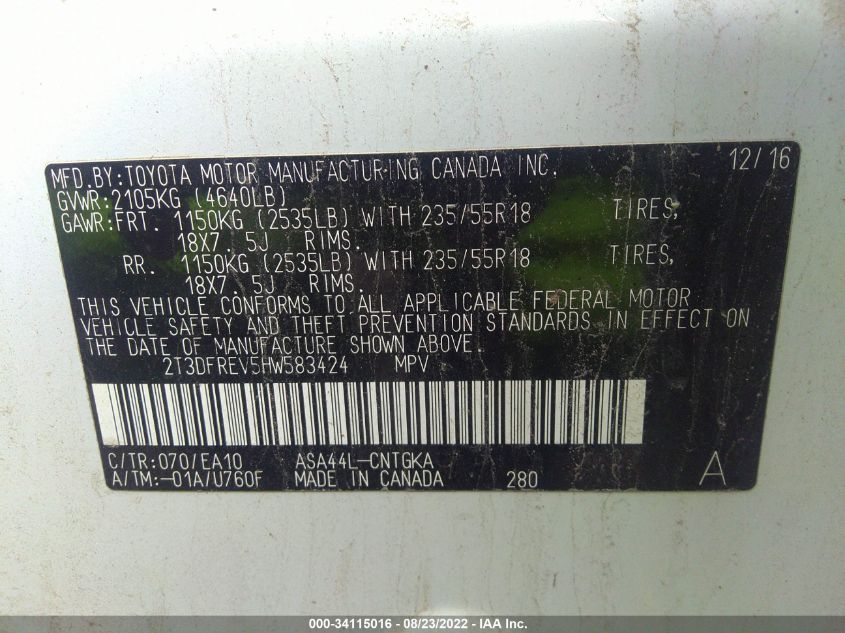 MFD.BY:TOYOTA MOTOR MANUFACTURING CANADA INC. 12/16
GVWR:2105KG (4640LB)
GAWR:FRT. 1150KG (2535LB) WITH 235/55R18 TIRES,
18X7. 5J RIMS.
RR. 1150KG (2535LB) WITH 235/55R18 TIRES,
18X7. 5J RIMS.
THIS VEHICLE CONFORMS TO ALL APPLICABLE FEDERAL MOTOR
VEHICLE SAFETY AND THEFT PREVENTION STANDARDS IN EFFECT ON
THE DATE OF MANUFACTURE SHOWN ABOVE.
2T3DFREV5HW583424 MPV
C/TR:070/EA10 ASA44L-CNTGKA A
A/TM:-01A/U760F MADE IN CANADA 280
000-34115016 - 08/23/2022 - IAA Inc.